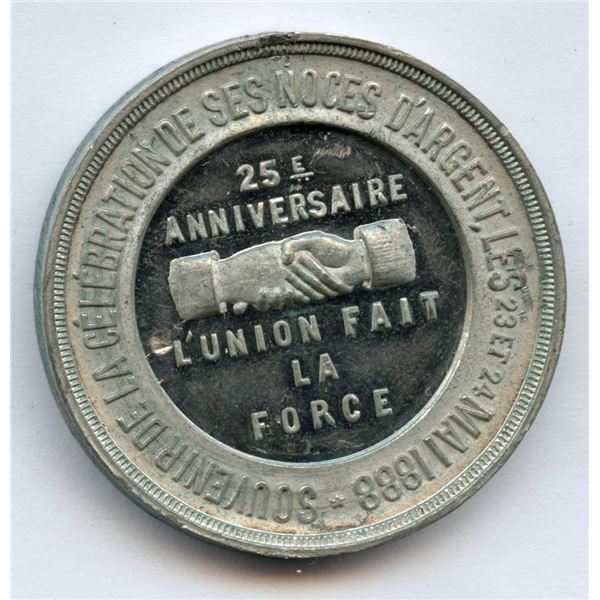 SOUVENIR DE LA CÉLÉBRATION DE SES NOCES D'ARGENT, LES 23 ET 24 MAI 1888 *
25E
ANNIVERSAIRE
L'UNION FAIT
LA
FORCE